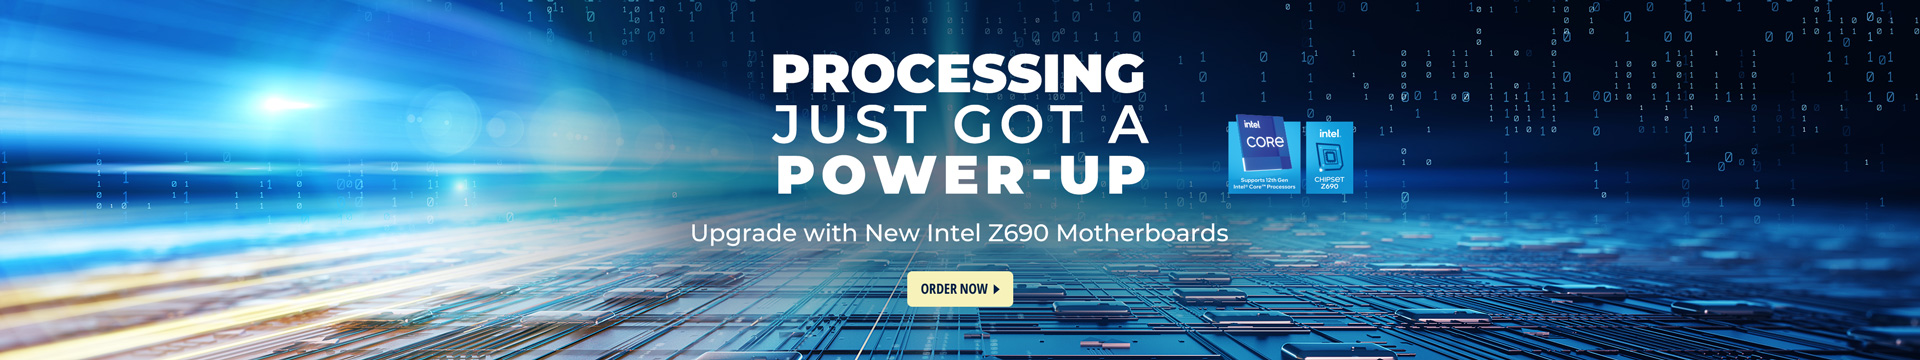 PROCESSING
JUST GOT A
POWER-UP
Upgrade with New Intel Z690 Motherboards
ORDER NOW
intel
CORE
Supports 12th Gen
Intel® Core™ Processors
intel.
CHIPSET
Z690